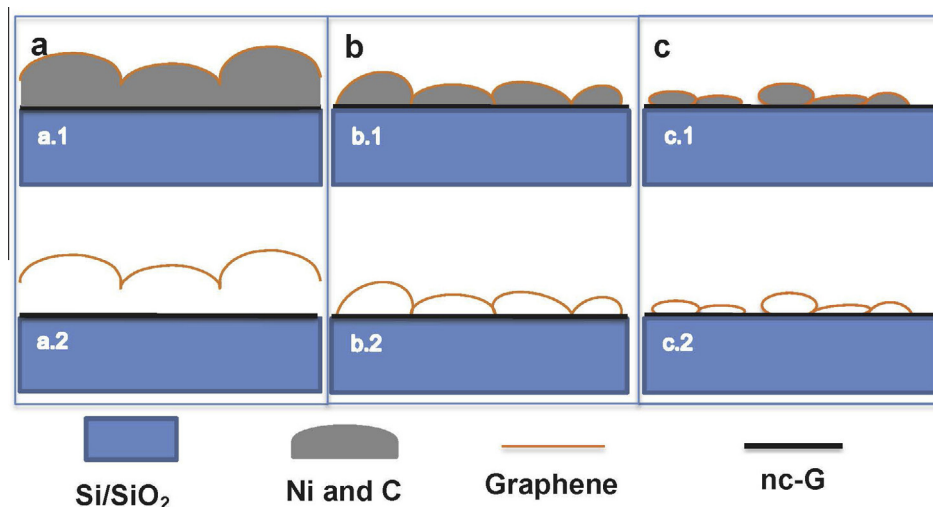 a b c
a.1 b.1 c.1
a.2 b.2 c.2
Si/SiO₂ Ni and C Graphene nc-G